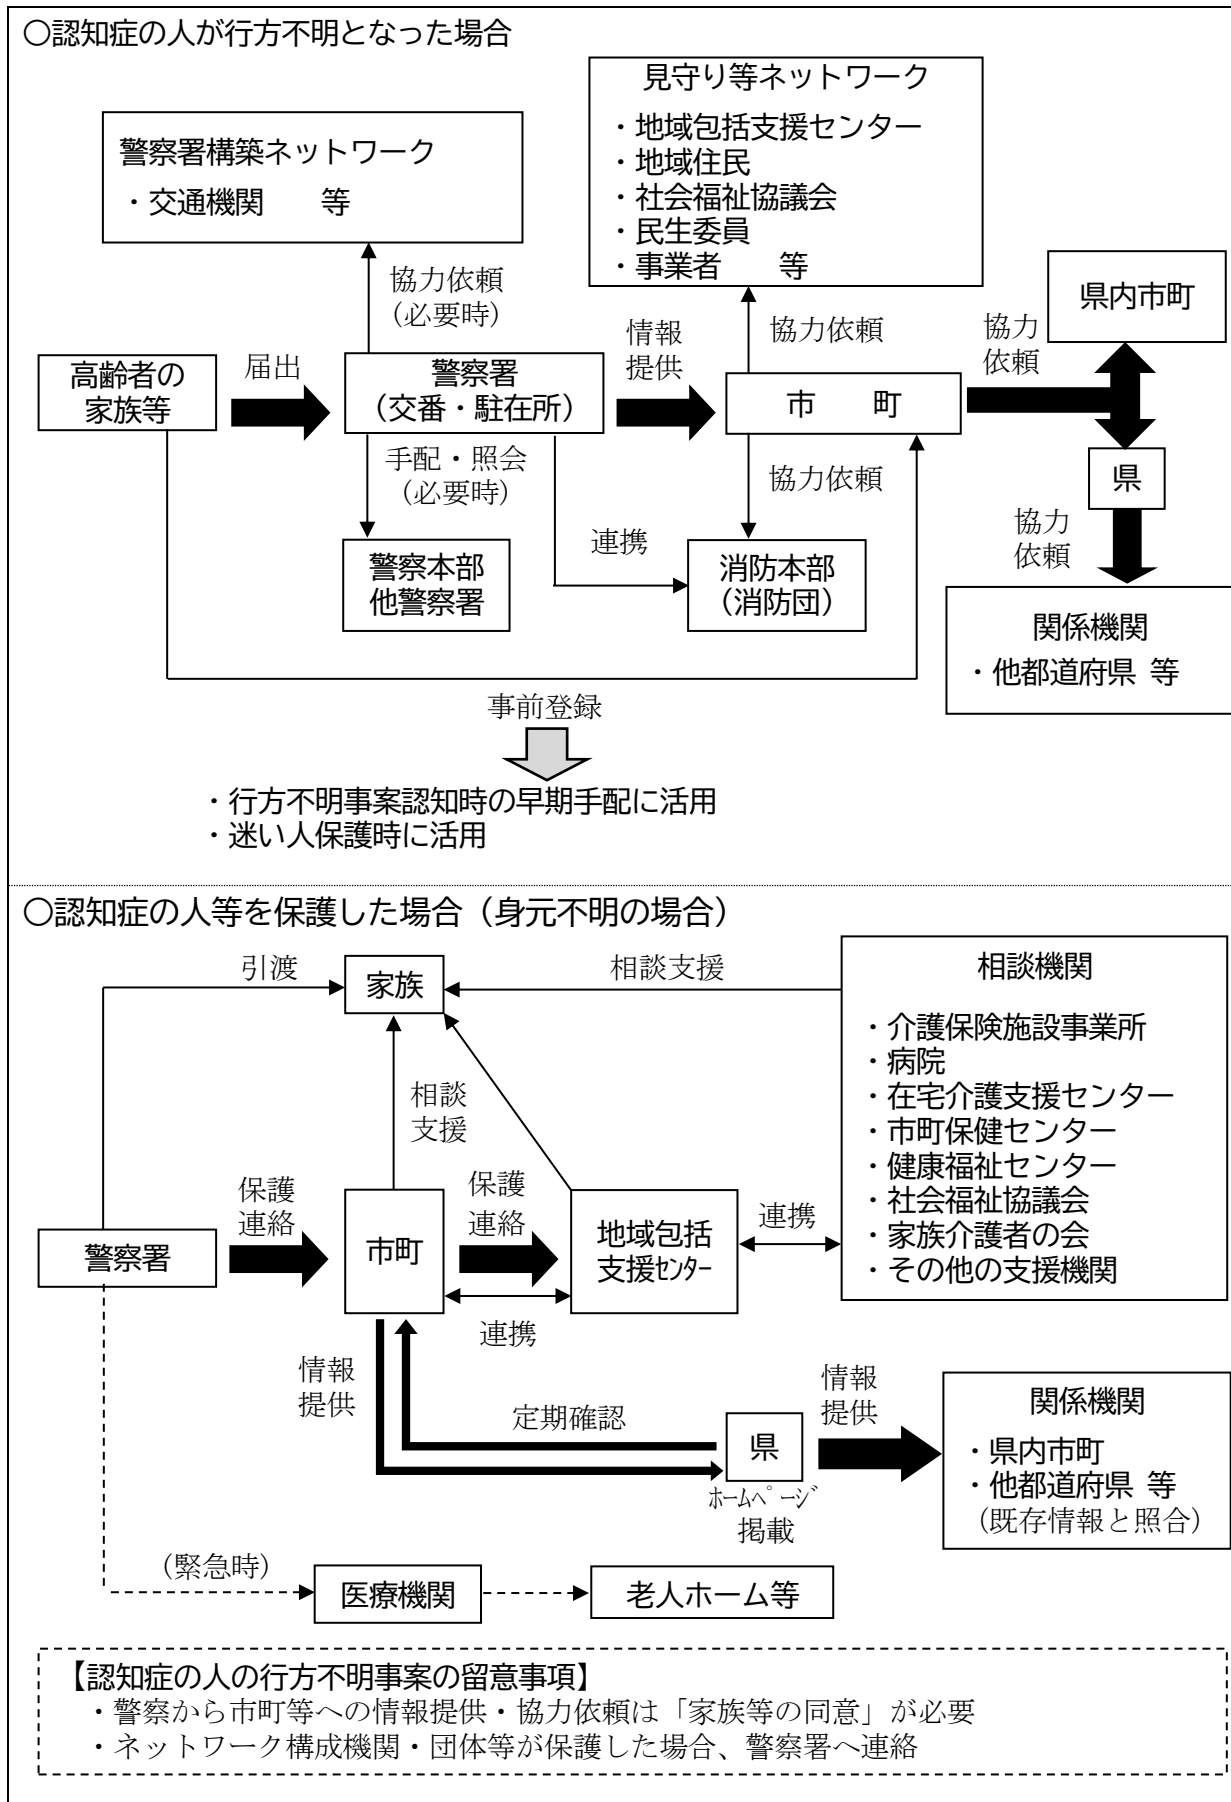 ○認知症の人が行方不明となった場合
見守り等ネットワーク
・地域包括支援センター
・地域住民
・社会福祉協議会
・民生委員
・事業者　　等
警察署構築ネットワーク
・交通機関　　等
協力依頼
(必要時)
協力依頼
県内市町
協力
依頼
高齢者の
家族等
届出
警察署
（交番・駐在所）
情報
提供
市　　町
手配・照会
(必要時)
協力依頼
県
協力
依頼
連携
警察本部
他警察署
消防本部
（消防団）
関係機関
・他都道府県 等
事前登録
・行方不明事案認知時の早期手配に活用
・迷い人保護時に活用
○認知症の人等を保護した場合（身元不明の場合）
引渡
家族
相談支援
相談機関
・介護保険施設事業所
・病院
・在宅介護支援センター
・市町保健センター
・健康福祉センター
・社会福祉協議会
・家族介護者の会
・その他の支援機関
相談
支援
警察署
保護
連絡
市町
保護
連絡
地域包括
支援ｾﾝﾀｰ
連携
連携
情報
提供
定期確認
県
ﾎｰﾑﾍﾟｰｼﾞ
掲載
情報
提供
関係機関
・県内市町
・他都道府県 等
（既存情報と照合）
(緊急時)
医療機関
老人ホーム等
【認知症の人の行方不明事案の留意事項】
・警察から市町等への情報提供・協力依頼は「家族等の同意」が必要
・ネットワーク構成機関・団体等が保護した場合、警察署へ連絡